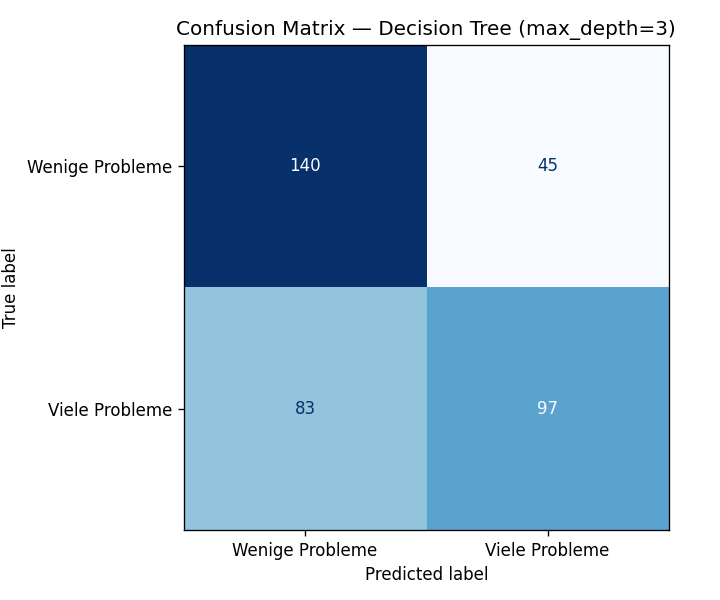 Confusion Matrix — Decision Tree (max_depth=3)
True label
Wenige Probleme
140
45
Viele Probleme
83
97
Wenige Probleme
Viele Probleme
Predicted label